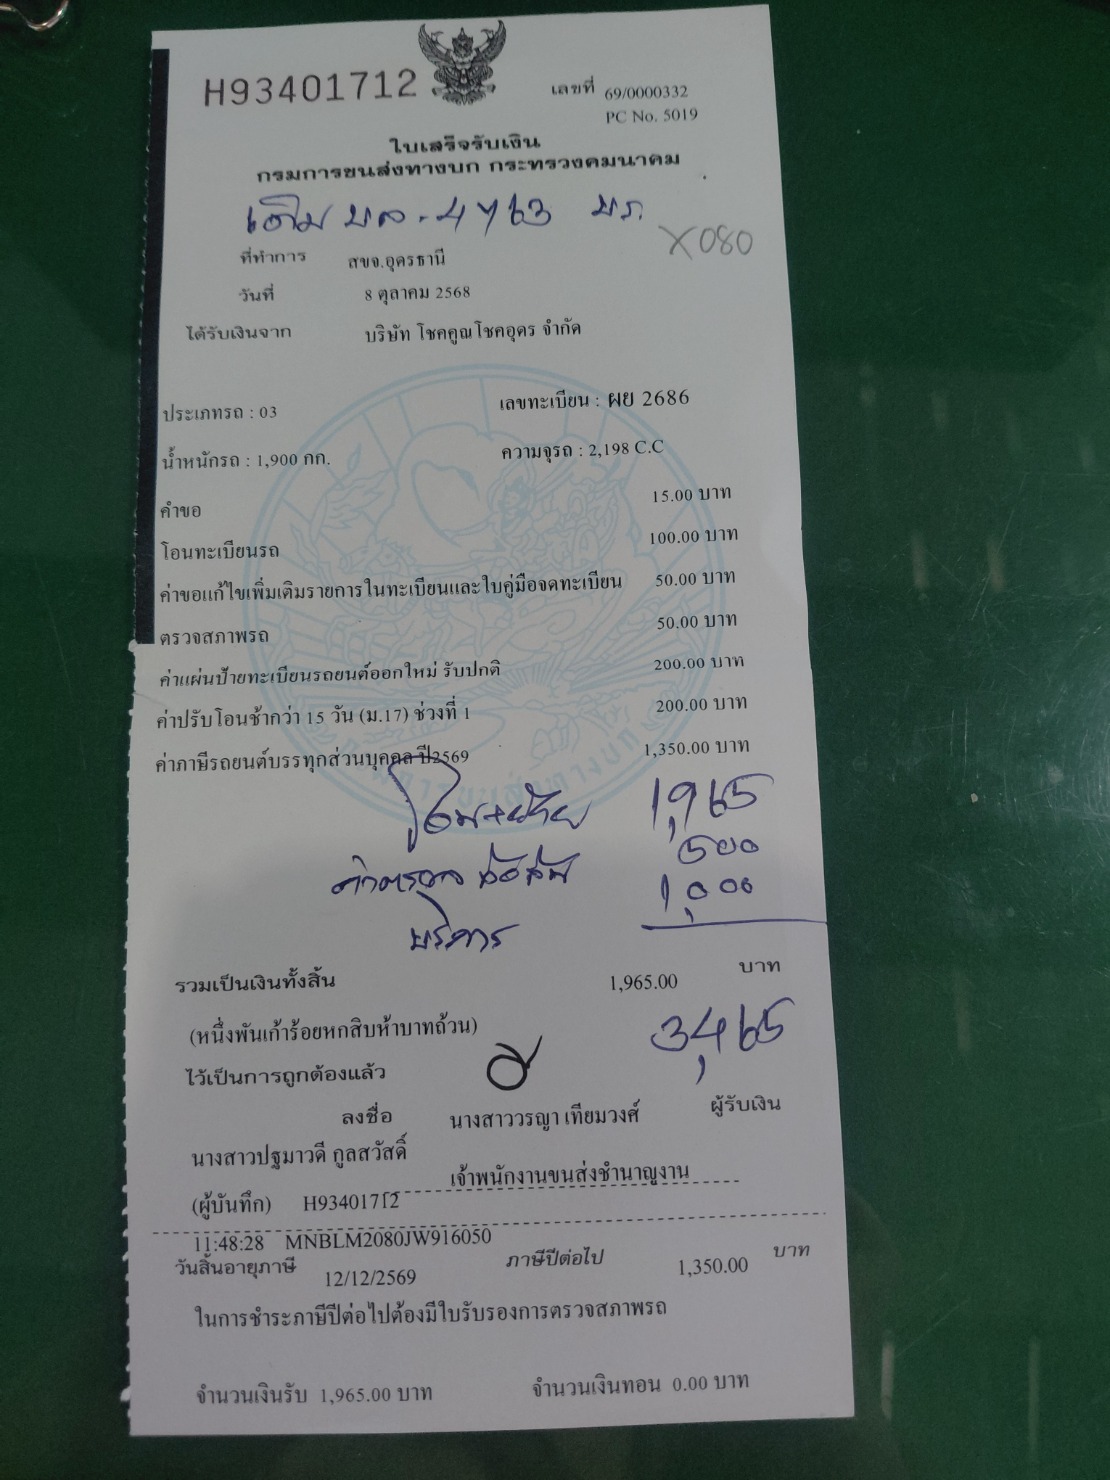 H93401712
เลขที่ 69/0000332
PC No. 5019
ใบเสร็จรับเงิน
กรมการขนส่งทางบก กระทรวงคมนาคม
เดิม บล-4763 บก.
X080
ที่ทำการ สขจ.อุดรธานี
วันที่ 8 ตุลาคม 2568
ได้รับเงินจาก บริษัท โชคคูณโชคอุดร จำกัด
ประเภทรถ : 03 เลขทะเบียน : ผย 2686
น้ำหนักรถ : 1,900 กก. ความจุรถ : 2,198 C.C
คำขอ 15.00 บาท
โอนทะเบียนรถ 100.00 บาท
ค่าขอแก้ไขเพิ่มเติมรายการในทะเบียนและใบคู่มือจดทะเบียน 50.00 บาท
ตรวจสภาพรถ 50.00 บาท
ค่าแผ่นป้ายทะเบียนรถยนต์ออกใหม่ รับปกติ 200.00 บาท
ค่าปรับโอนช้ากว่า 15 วัน (ม.17) ช่วงที่ 1 200.00 บาท
ค่าภาษีรถยนต์บรรทุกส่วนบุคคล ปี2569 1,350.00 บาท
1,965
ค่าตรวจ 500
บริการ 1,000
รวมเป็นเงินทั้งสิ้น 1,965.00 บาท
(หนึ่งพันเก้าร้อยหกสิบห้าบาทถ้วน) 3,465
ไว้เป็นการถูกต้องแล้ว
ลงชื่อ นางสาววรญา เทียมวงศ์ ผู้รับเงิน
นางสาวปฐมาวดี กูลสวัสดิ์
เจ้าพนักงานขนส่งชำนาญงาน
(ผู้บันทึก) H93401712
11:48:28 MNBLM2080JW916050
วันสิ้นอายุภาษี 12/12/2569 ภาษีปีต่อไป 1,350.00 บาท
ในการชำระภาษีปีต่อไปต้องมีใบรับรองการตรวจสภาพรถ
จำนวนเงินรับ 1,965.00 บาท จำนวนเงินทอน 0.00 บาท